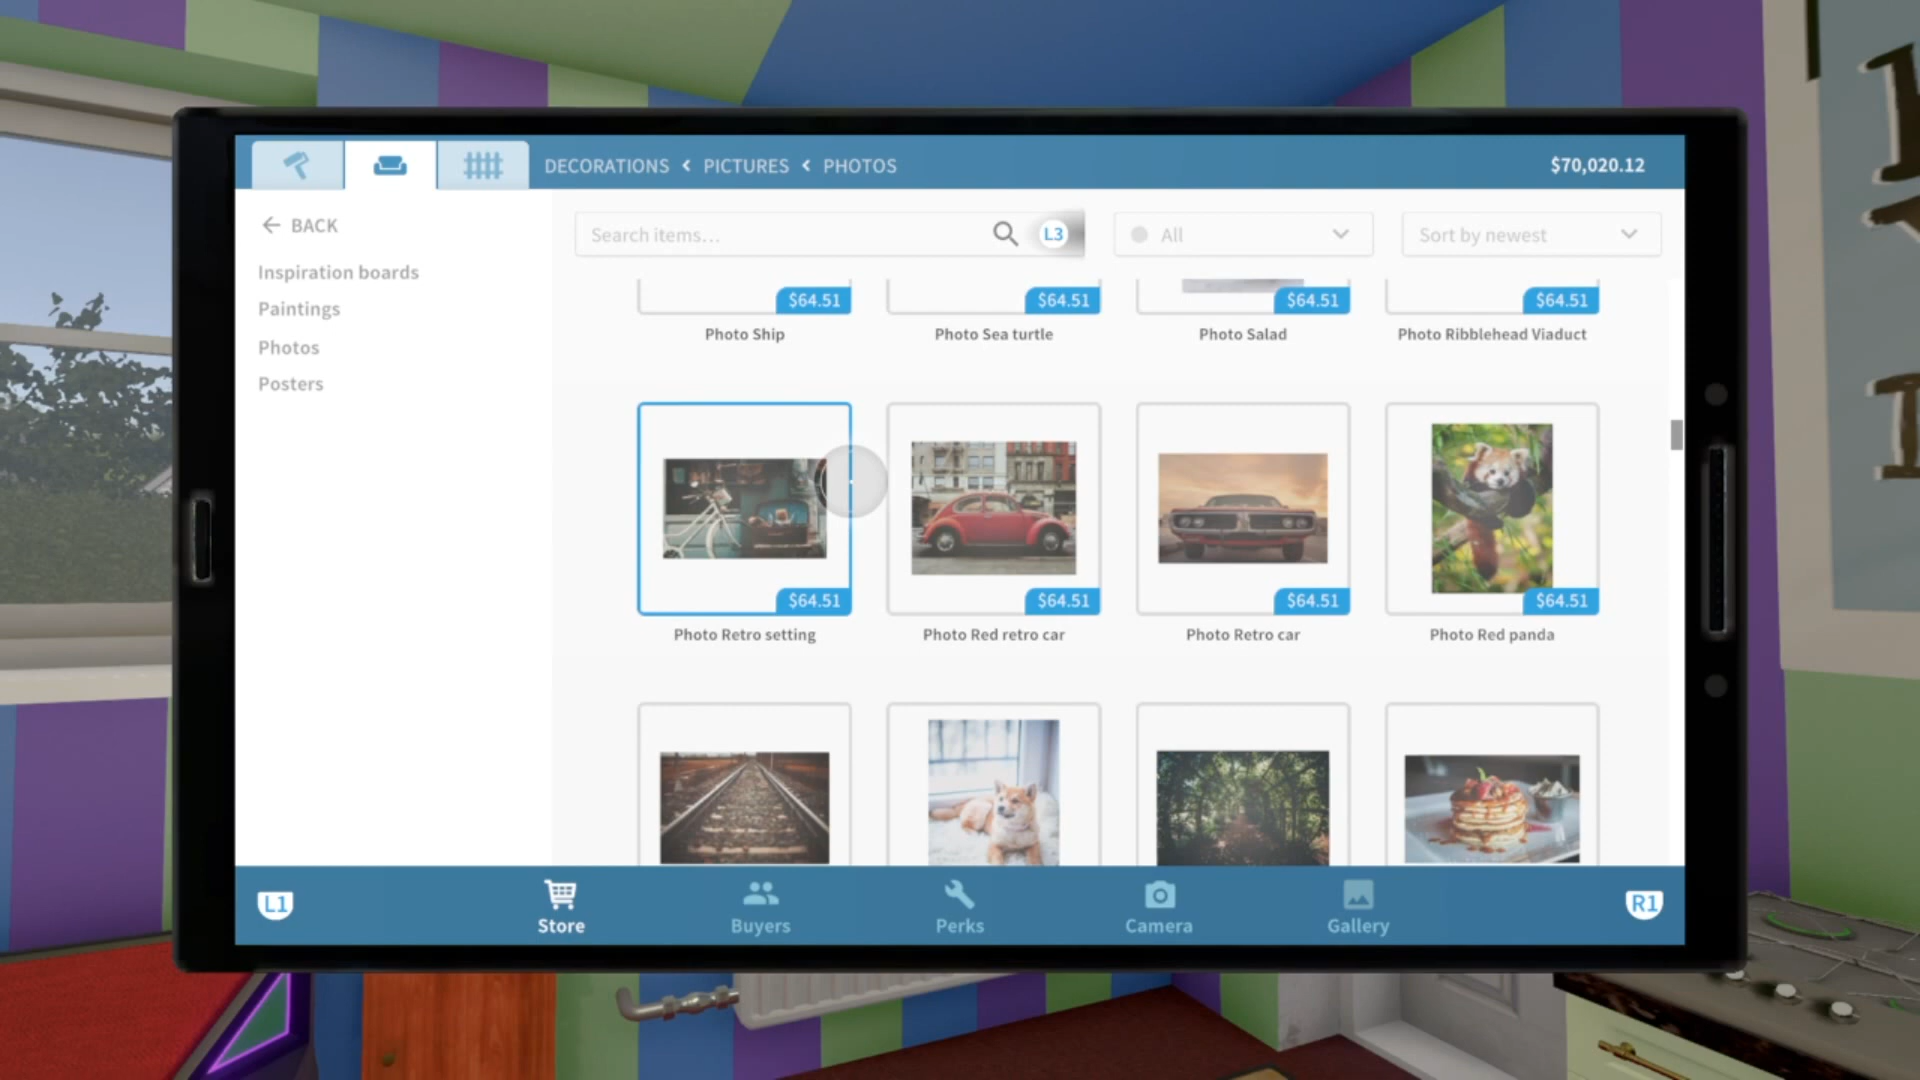 DECORATIONS < PICTURES < PHOTOS
$70,020.12
BACK
Search items...
L3
All
Sort by newest
Inspiration boards
Paintings
Photos
Posters
$64.51
$64.51
$64.51
$64.51
Photo Ship
Photo Sea turtle
Photo Salad
Photo Ribblehead Viaduct
$64.51
$64.51
$64.51
$64.51
Photo Retro setting
Photo Red retro car
Photo Retro car
Photo Red panda
L1
Store
Buyers
Perks
Camera
Gallery
R1